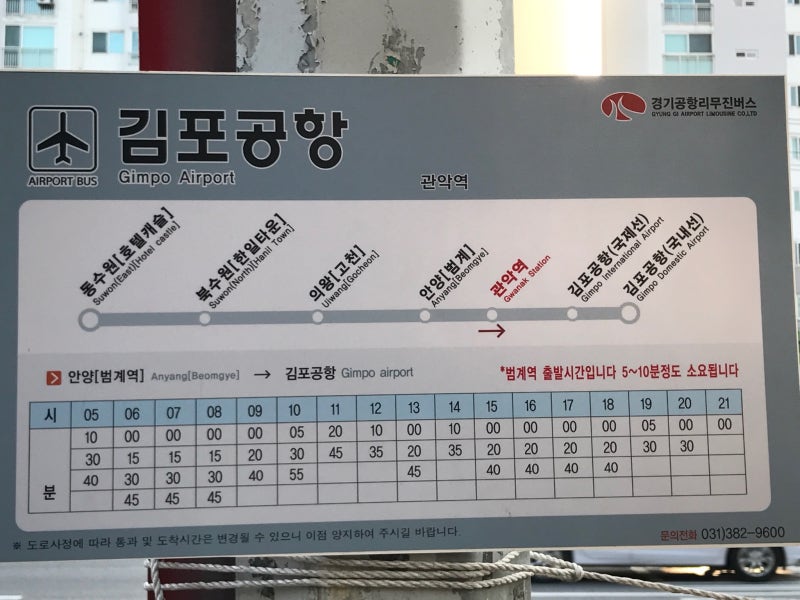 김포공항
AIRPORT BUS
Gimpo Airport
경기공항리무진버스
GYUNG GI AIRPORT LIMOUSINE CO,.LTD
관악역
동수원[호텔캐슬]
Suwon(East)[Hotel castle]
북수원[한일타운]
Suwon(North)[Hanil Town]
의왕[고천]
Uiwang[Gocheon]
안양[범계]
Anyang[Beomgye]
관악역
Gwanak Station
김포공항(국제선)
Gimpo International Airport
김포공항(국내선)
Gimpo Domestic Airport
안양[범계역] Anyang[Beomgye] → 김포공항 Gimpo airport
*범계역 출발시간입니다 5~10분정도 소요됩니다
시 05 06 07 08 09 10 11 12 13 14 15 16 17 18 19 20 21
분 10 00 00 00 00 05 20 10 00 10 00 00 00 00 05 00 00
30 15 15 15 20 30 45 35 20 35 20 20 20 20 30 30
40 30 30 30 40 55 45 40 40 40 40
45 45 45
※ 도로사정에 따라 통과 및 도착시간은 변경될 수 있으니 이점 양지하여 주시길 바랍니다.
문의전화 031)382-9600